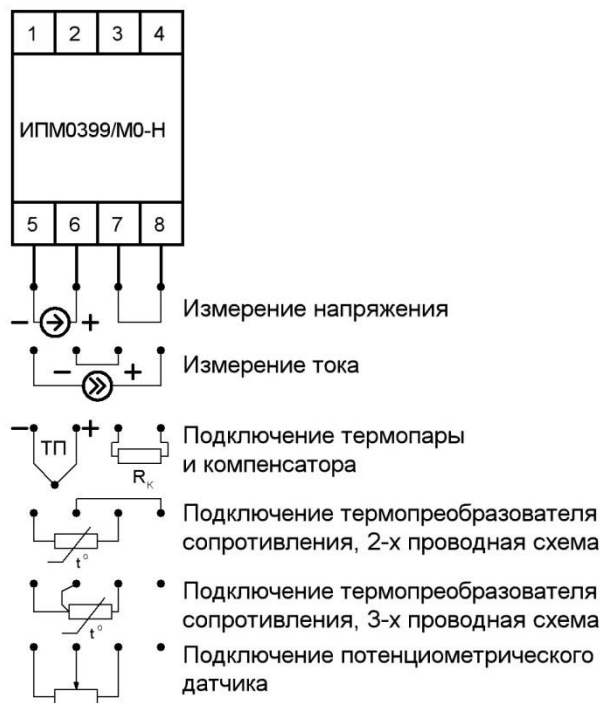 1 2 3 4
ИПМ0399/М0-Н
5 6 7 8
− + Измерение напряжения
− + Измерение тока
− ТП + Подключение термопары
Rк и компенсатора
Подключение термопреобразователя
t° сопротивления, 2-х проводная схема
Подключение термопреобразователя
t° сопротивления, 3-х проводная схема
Подключение потенциометрического
датчика